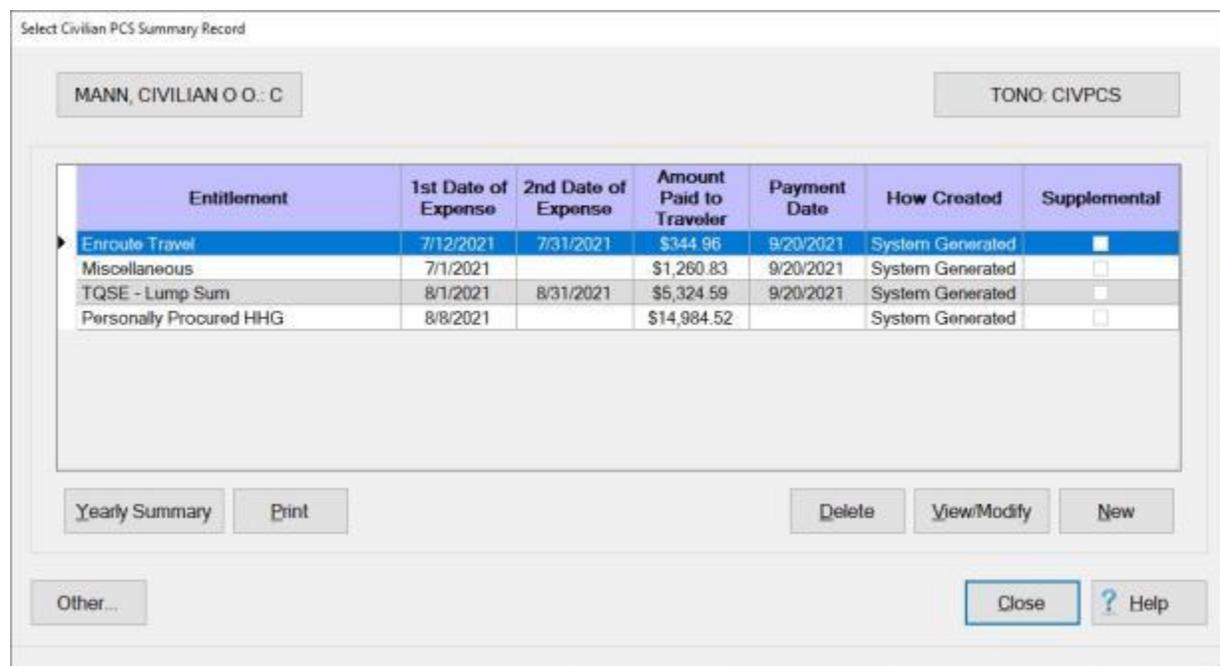 Select Civilian PCS Summary Record
MANN, CIVILIAN O O.: C TONO: CIVPCS
Entitlement 1st Date of Expense 2nd Date of Expense Amount Paid to Traveler Payment Date How Created Supplemental
Enroute Travel 7/12/2021 7/31/2021 $344.96 9/20/2021 System Generated
Miscellaneous 7/1/2021 $1,260.83 9/20/2021 System Generated
TQSE - Lump Sum 8/1/2021 8/31/2021 $5,324.59 9/20/2021 System Generated
Personally Procured HHG 8/8/2021 $14,984.52 System Generated
Yearly Summary Print Delete View/Modify New
Other... Close ? Help